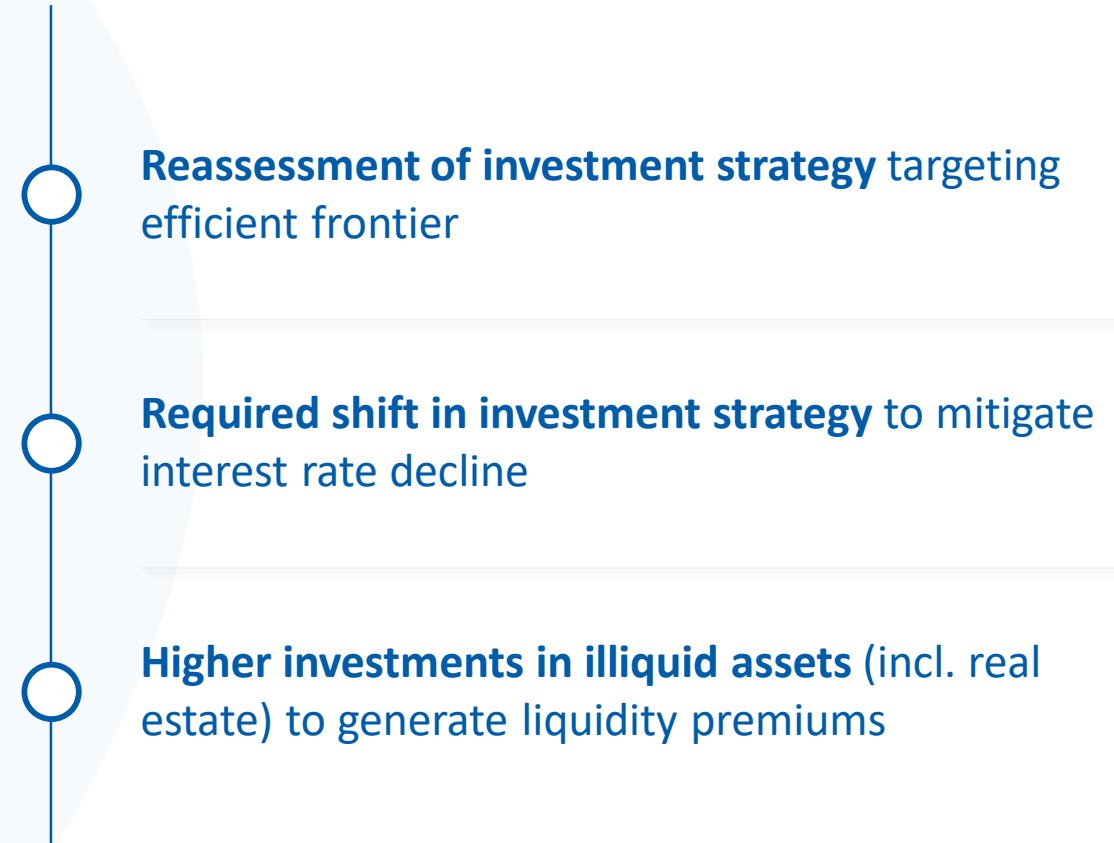 Reassessment of investment strategy targeting
efficient frontier
Required shift in investment strategy to mitigate
interest rate decline
Higher investments in illiquid assets (incl. real
estate) to generate liquidity premiums